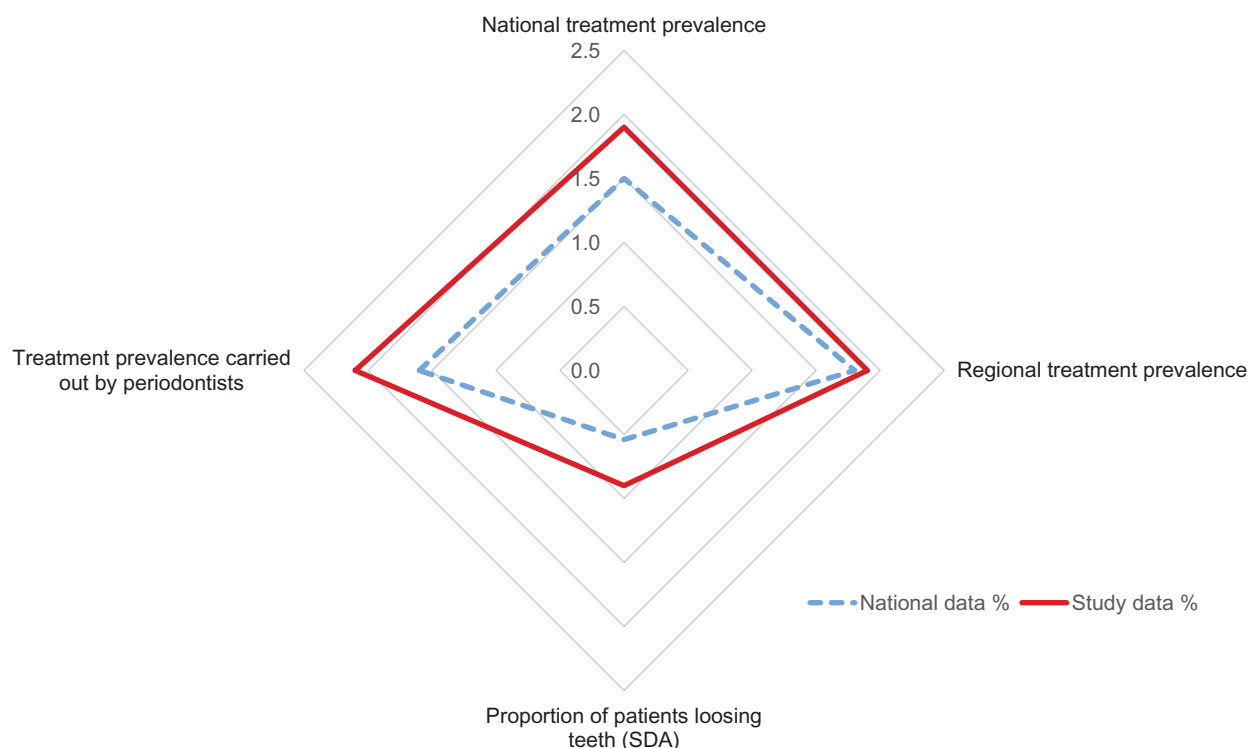 National treatment prevalence
2.5
2.0
1.5
1.0
0.5
0.0
Treatment prevalence carried
out by periodontists
Regional treatment prevalence
National data %
Study data %
Proportion of patients loosing
teeth (SDA)